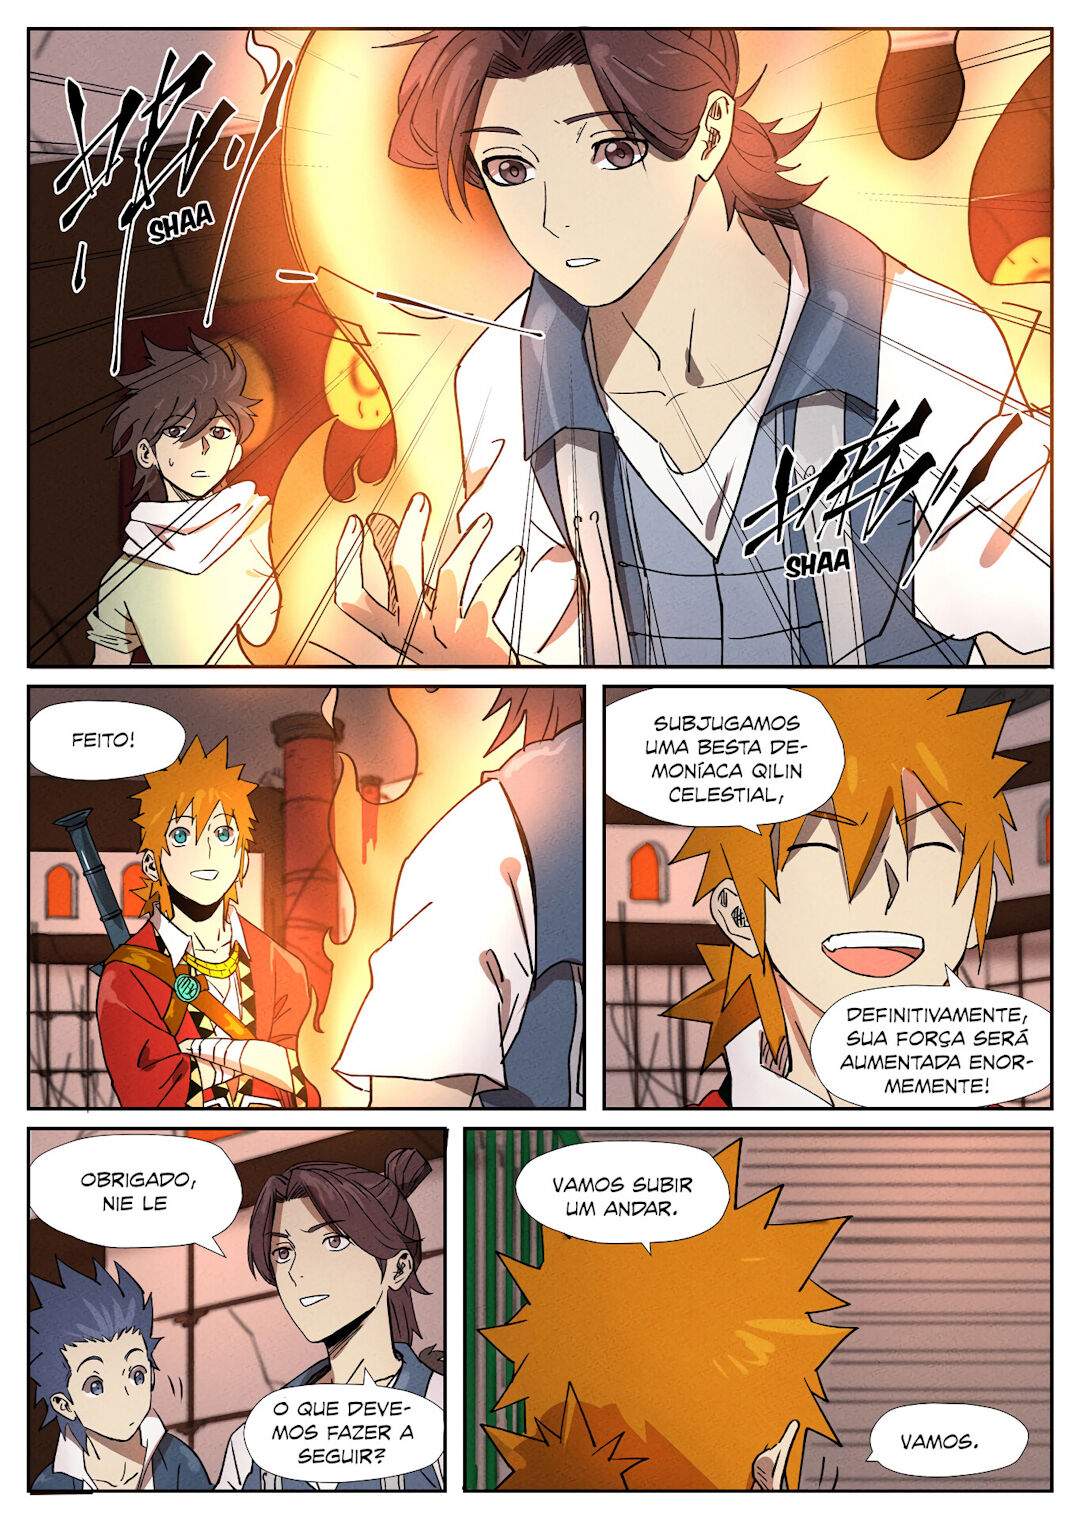 SHAA
SHAA
FEITO!
SUBJUGAMOS
UMA BESTA DE-
MONÍACA QILIN
CELESTIAL,
DEFINITIVAMENTE,
SUA FORÇA SERÁ
AUMENTADA ENOR-
MEMENTE!
OBRIGADO,
NIE LE
O QUE DEVE-
MOS FAZER A
SEGUIR?
VAMOS SUBIR
UM ANDAR.
VAMOS.